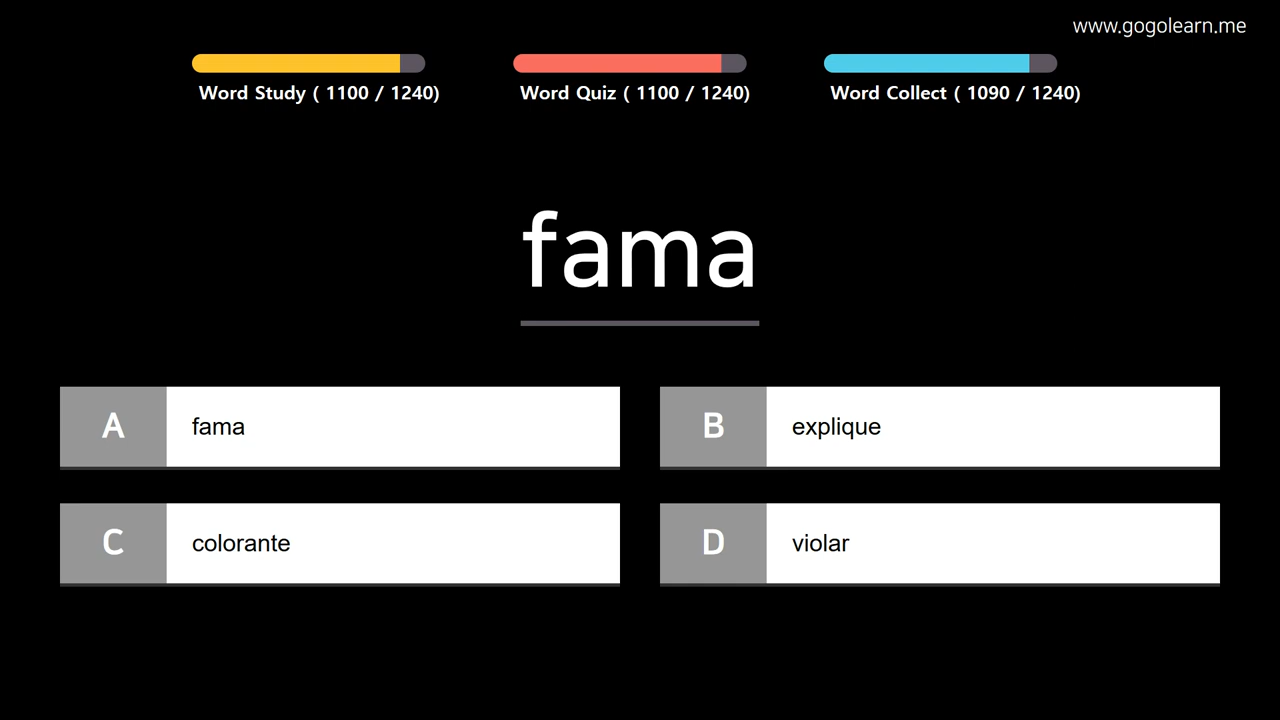 www.gogolearn.me
Word Study ( 1100 / 1240)
Word Quiz ( 1100 / 1240)
Word Collect ( 1090 / 1240)
fama
A fama
B explique
C colorante
D violar